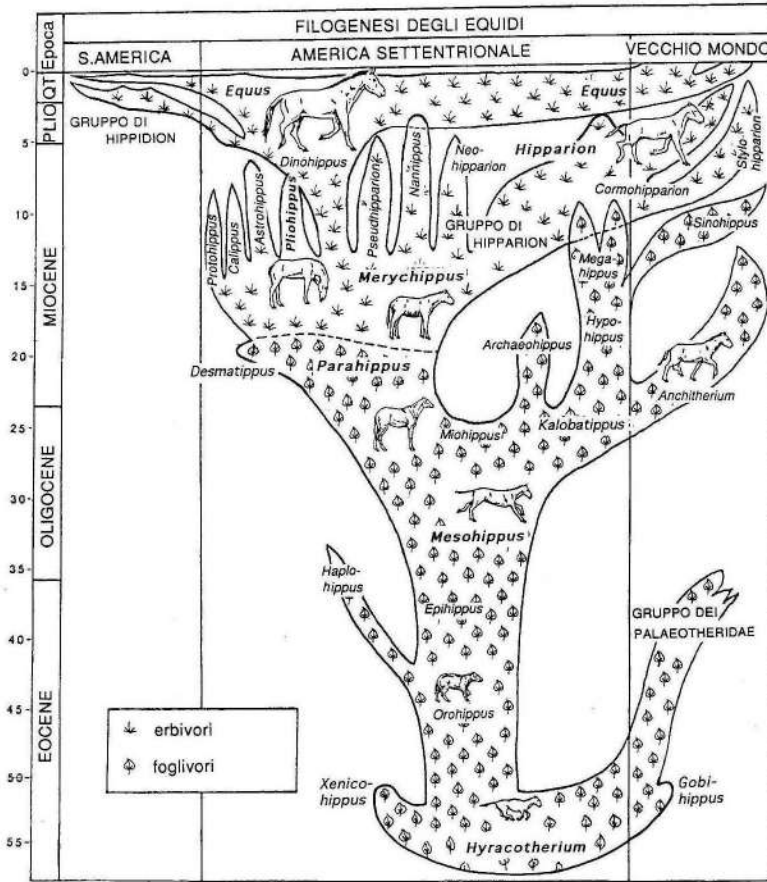 FILOGENESI DEGLI EQUIDI
Epoca
S.AMERICA
AMERICA SETTENTRIONALE
VECCHIO MONDO
0
QT
PLIO
5
10
MIOCENE
15
20
25
OLIGOCENE
30
35
40
45
EOCENE
50
55
Equus
Equus
GRUPPO DI
HIPPIDION
Dinohippus
Protohippus
Calippus
Astrohippus
Pliohippus
Pseudhipparion
Nannippus
Neo-
hipparion
Hipparion
Cormohipparion
Stylo-
hipparion
GRUPPO DI
HIPPARION
Sinohippus
Mega-
hippus
Merychippus
Hypo-
hippus
Archaeohippus
Desmatippus
Parahippus
Anchitherium
Miohippus
Kalobatippus
Mesohippus
Haplo-
hippus
Epihippus
GRUPPO DEI
PALAEOTHERIDAE
Orohippus
erbivori
foglivori
Xenico-
hippus
Gobi-
hippus
Hyracotherium